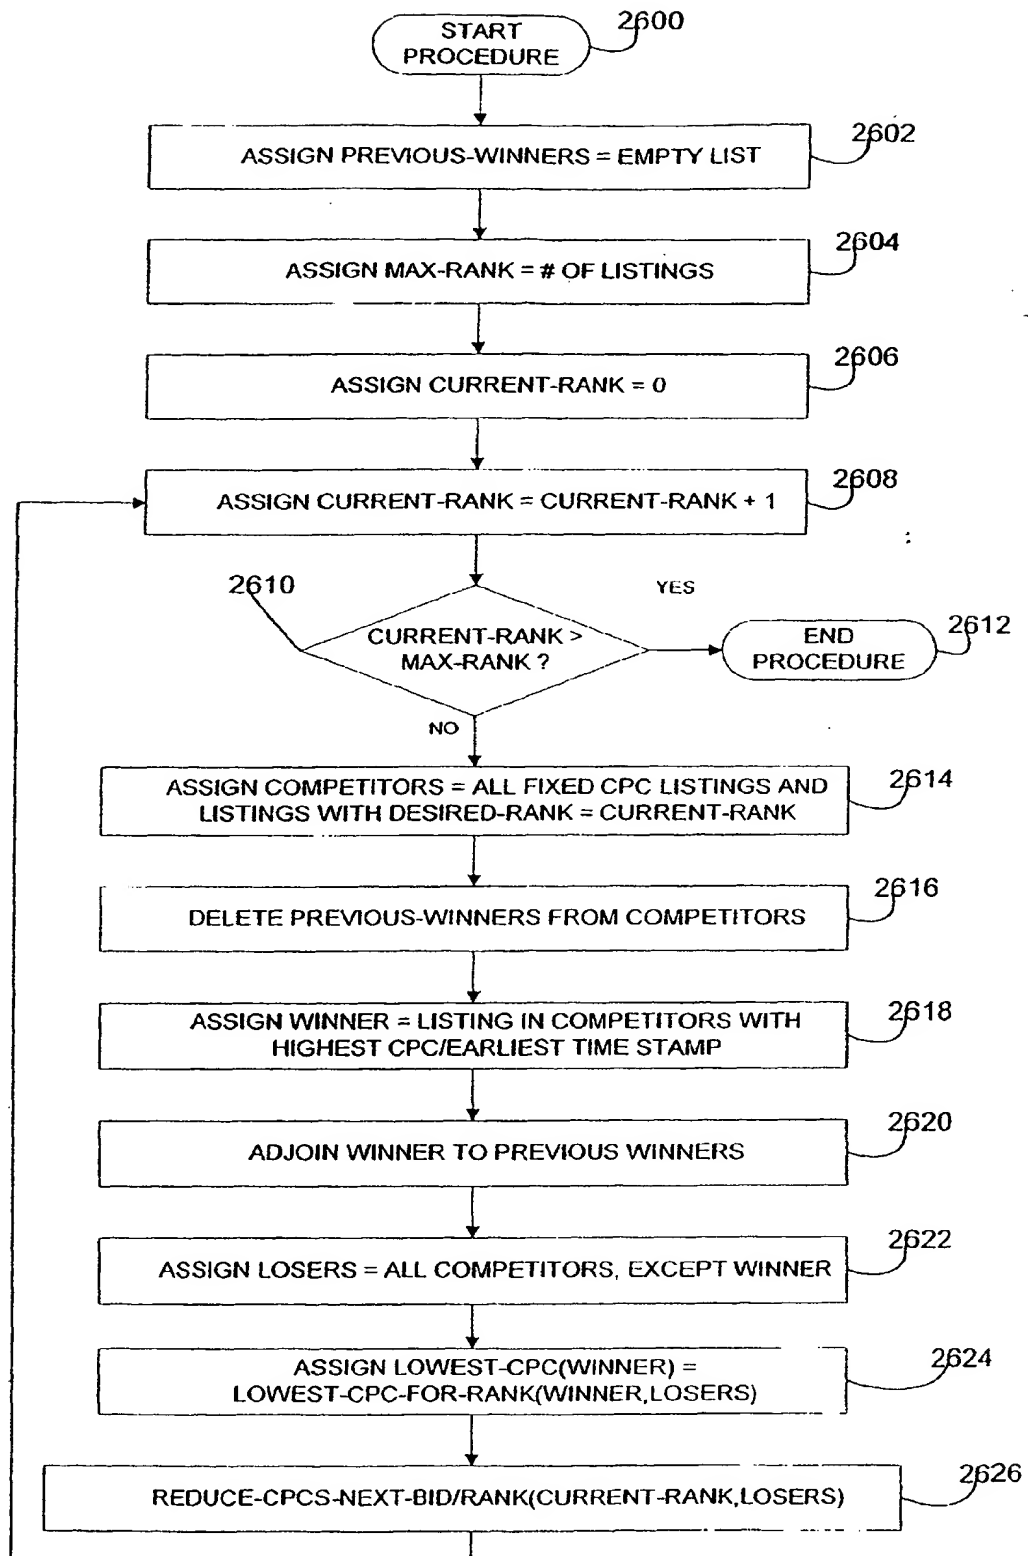 START
PROCEDURE
2600
ASSIGN PREVIOUS-WINNERS = EMPTY LIST
2602
ASSIGN MAX-RANK = # OF LISTINGS
2604
ASSIGN CURRENT-RANK = 0
2606
ASSIGN CURRENT-RANK = CURRENT-RANK + 1
2608
2610
CURRENT-RANK >
MAX-RANK ?
YES
END
PROCEDURE
2612
NO
ASSIGN COMPETITORS = ALL FIXED CPC LISTINGS AND
LISTINGS WITH DESIRED-RANK = CURRENT-RANK
2614
DELETE PREVIOUS-WINNERS FROM COMPETITORS
2616
ASSIGN WINNER = LISTING IN COMPETITORS WITH
HIGHEST CPC/EARLIEST TIME STAMP
2618
ADJOIN WINNER TO PREVIOUS WINNERS
2620
ASSIGN LOSERS = ALL COMPETITORS, EXCEPT WINNER
2622
ASSIGN LOWEST-CPC(WINNER) =
LOWEST-CPC-FOR-RANK(WINNER,LOSERS)
2624
REDUCE-CPCS-NEXT-BID/RANK(CURRENT-RANK,LOSERS)
2626